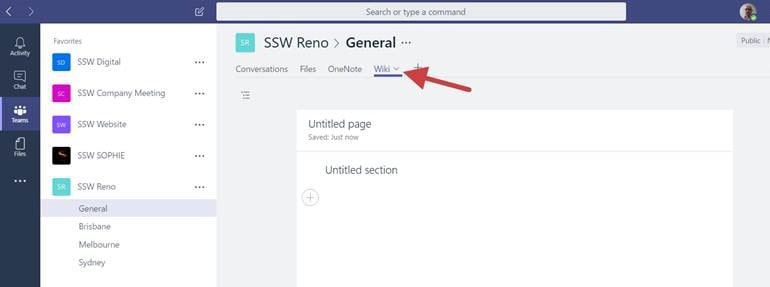 Search or type a command
Activity
Chat
Teams
Files
Favorites
SD SSW Digital
SC SSW Company Meeting
SW SSW Website
SSW SOPHIE
SR SSW Reno
General
Brisbane
Melbourne
Sydney
SR SSW Reno > General ...
Public
Conversations Files OneNote Wiki
Untitled page
Saved: Just now
Untitled section